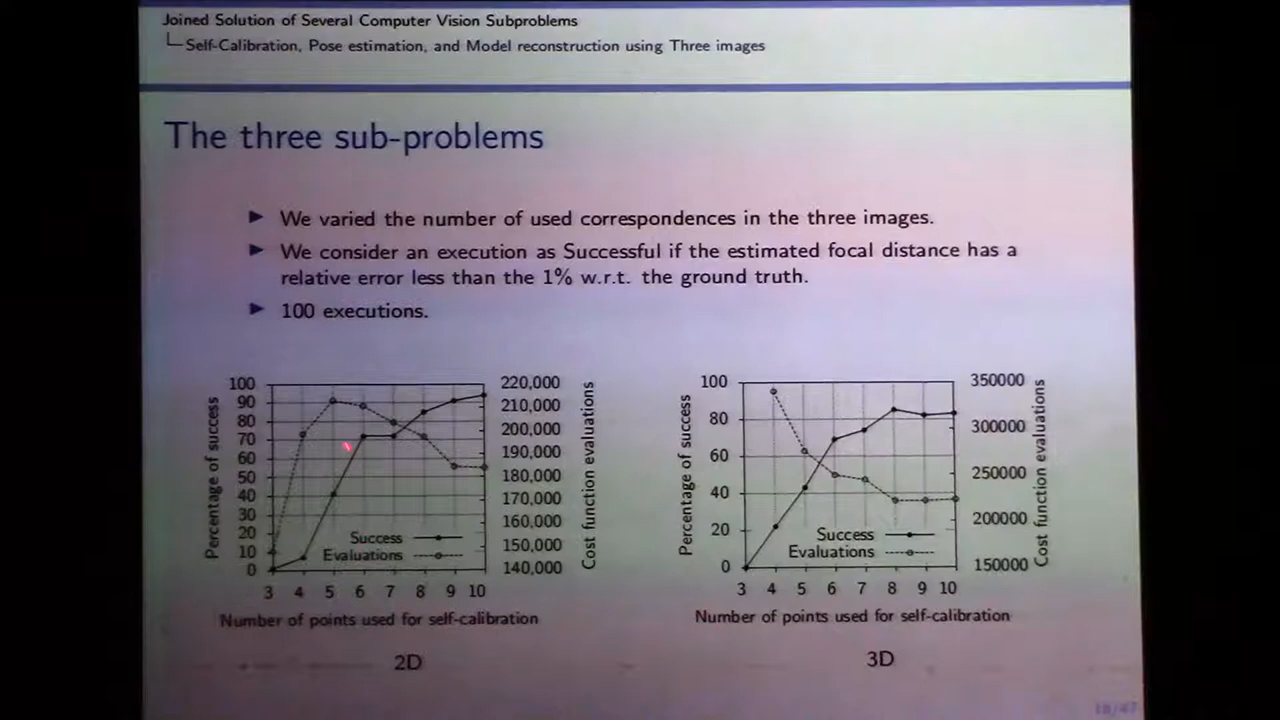 Joined Solution of Several Computer Vision Subproblems
Self-Calibration, Pose estimation, and Model reconstruction using Three images
The three sub-problems
We varied the number of used correspondences in the three images.
We consider an execution as Successful if the estimated focal distance has a
relative error less than the 1% w.r.t. the ground truth.
100 executions.
Percentage of success
100
90
80
70
60
50
40
30
20
10
0
220,000
210,000
200,000
190,000
180,000
170,000
160,000
150,000
140,000
Cost function evaluations
Success
Evaluations
3 4 5 6 7 8 9 10
Number of points used for self-calibration
2D
Percentage of success
100
80
60
40
20
0
350000
300000
250000
200000
150000
Cost function evaluations
Success
Evaluations
3 4 5 6 7 8 9 10
Number of points used for self-calibration
3D